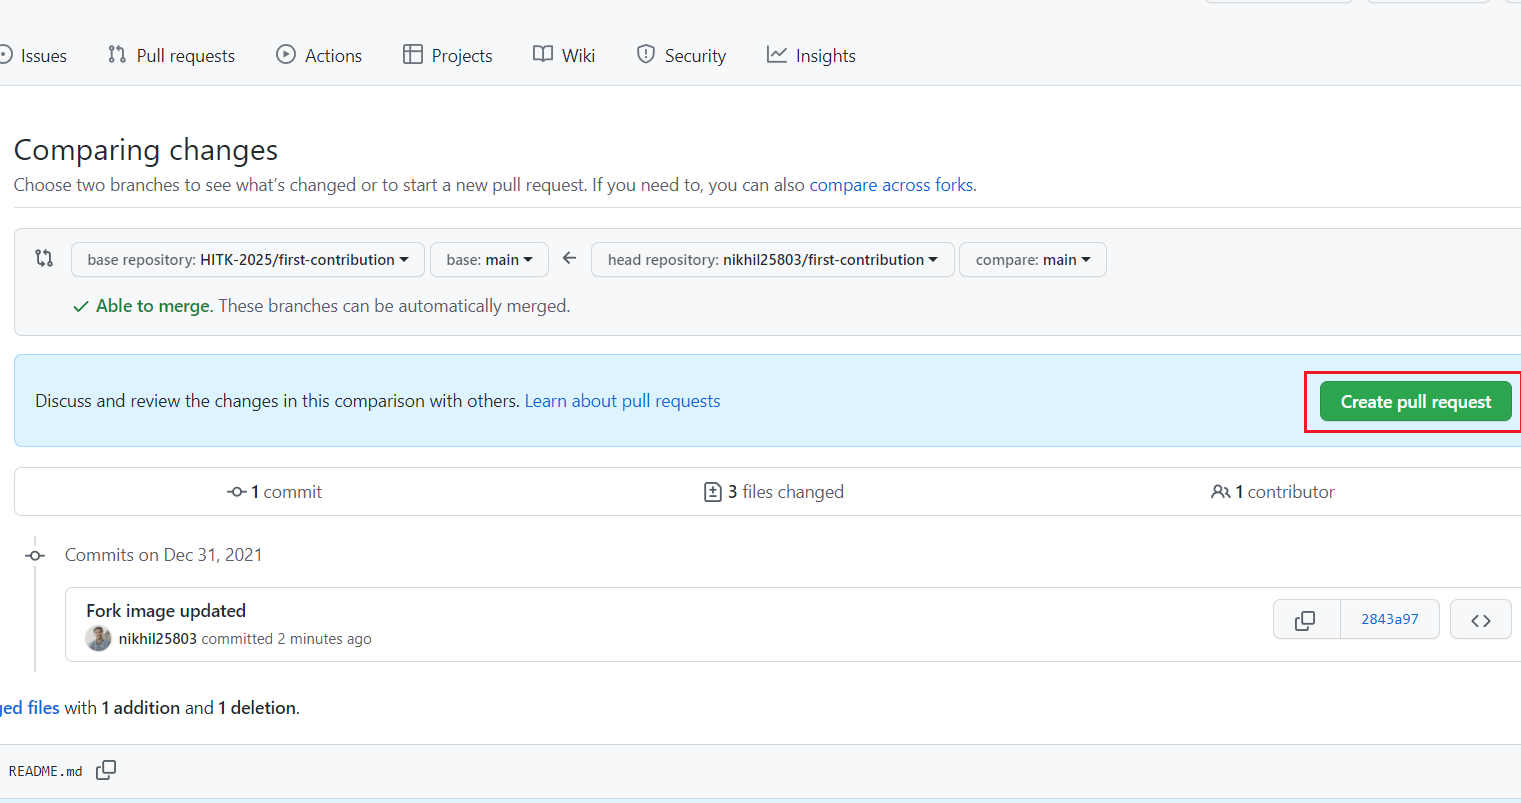 Issues Pull requests Actions Projects Wiki Security Insights
Comparing changes
Choose two branches to see what's changed or to start a new pull request. If you need to, you can also compare across forks.
base repository: HITK-2025/first-contribution base: main head repository: nikhil25803/first-contribution compare: main
Able to merge. These branches can be automatically merged.
Discuss and review the changes in this comparison with others. Learn about pull requests Create pull request
1 commit 3 files changed 1 contributor
Commits on Dec 31, 2021
Fork image updated
nikhil25803 committed 2 minutes ago 2843a97
ged files with 1 addition and 1 deletion.
README.md